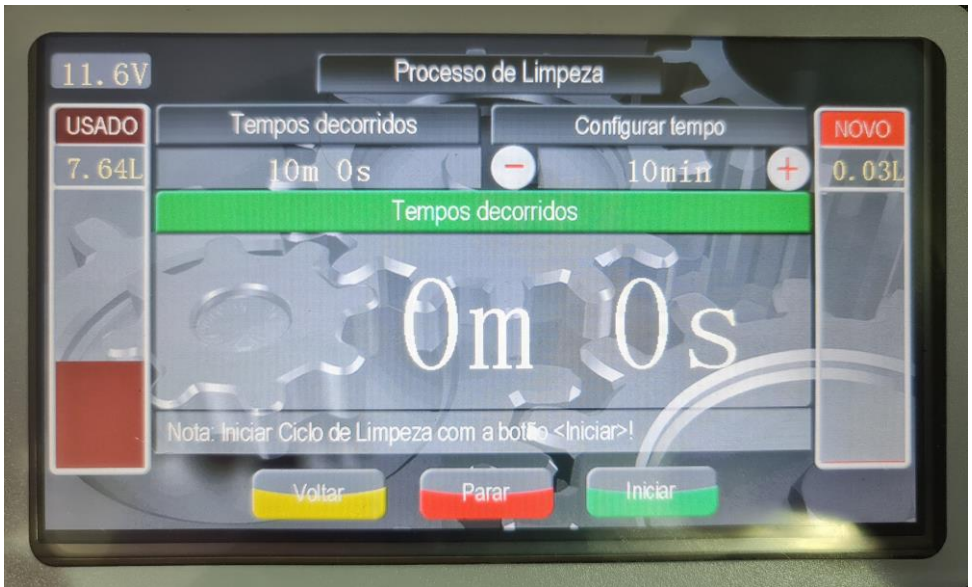 11.6V
Processo de Limpeza
USADO
Tempos decorridos
Configurar tempo
NOVO
7.64L
10m 0s
-
10min
+
0.03L
Tempos decorridos
0m 0s
Nota: Iniciar Ciclo de Limpeza com a botão <Iniciar>!
Voltar
Parar
Iniciar